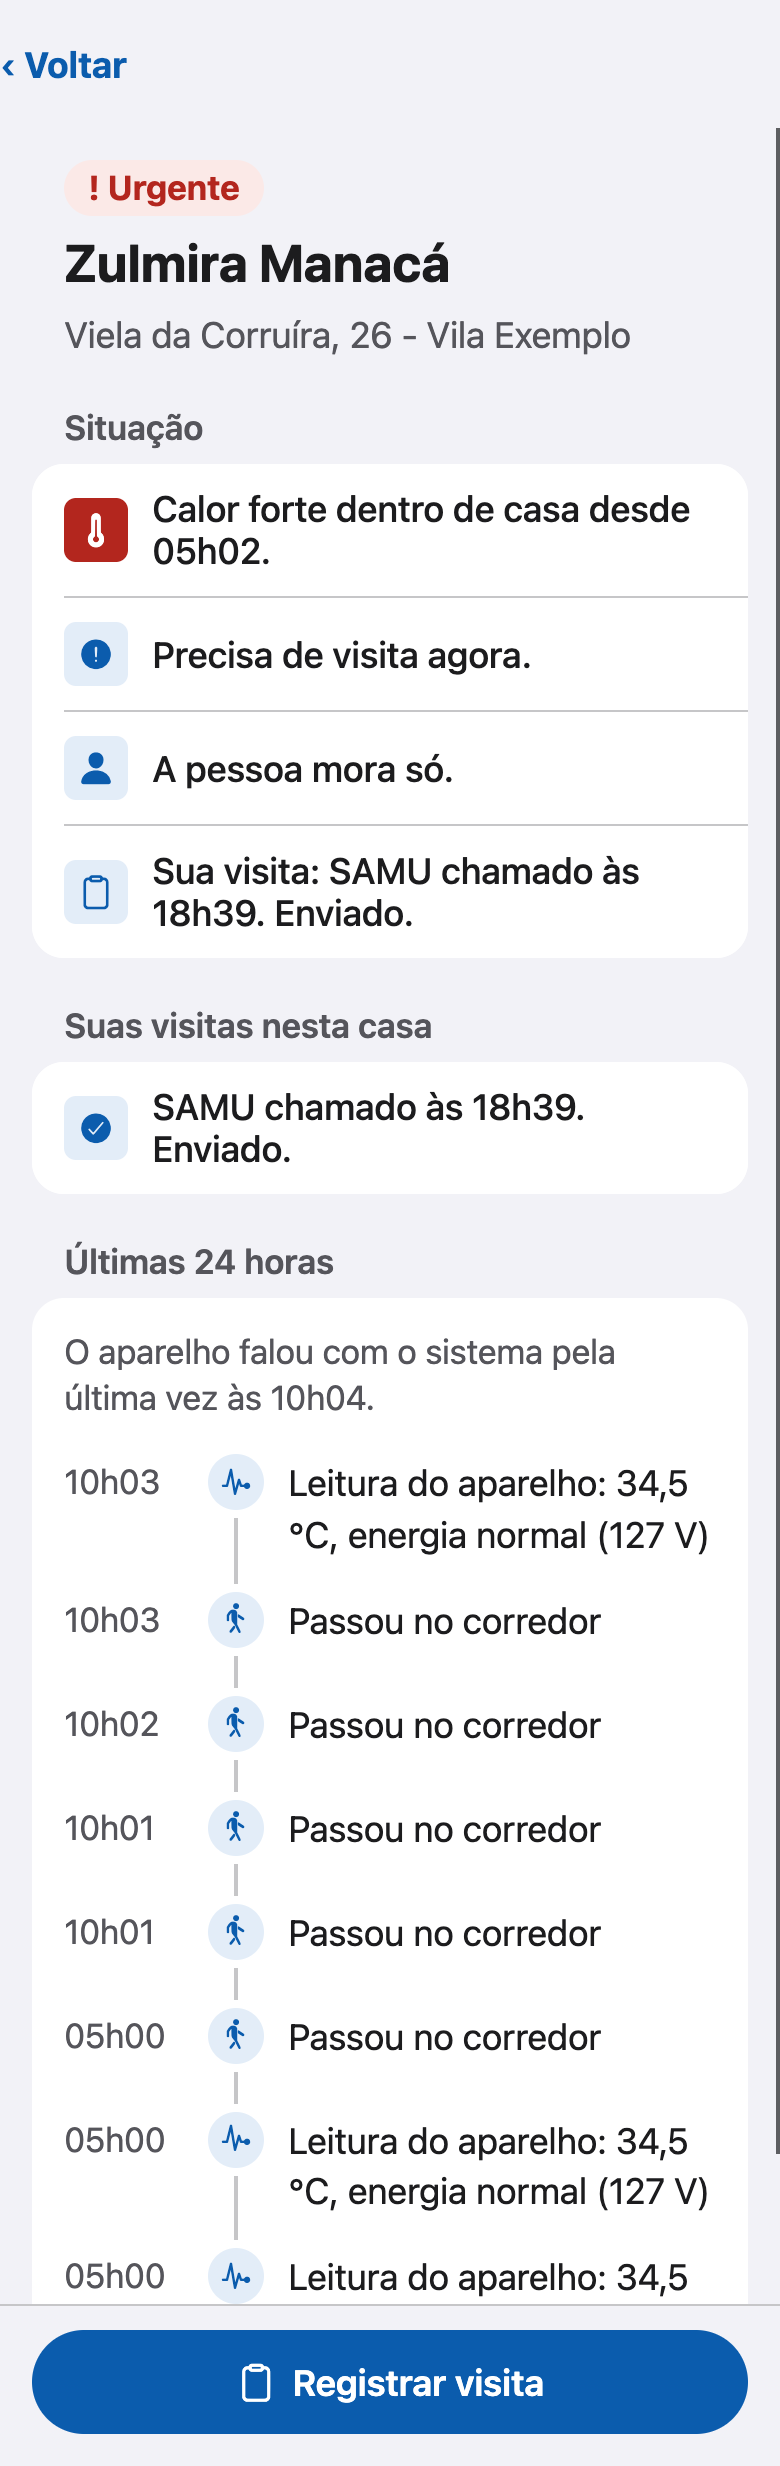 ‹ Voltar
! Urgente
Zulmira Manacá
Viela da Corruíra, 26 - Vila Exemplo
Situação
Calor forte dentro de casa desde
05h02.
Precisa de visita agora.
A pessoa mora só.
Sua visita: SAMU chamado às
18h39. Enviado.
Suas visitas nesta casa
SAMU chamado às 18h39.
Enviado.
Últimas 24 horas
O aparelho falou com o sistema pela
última vez às 10h04.
10h03 Leitura do aparelho: 34,5
°C, energia normal (127 V)
10h03 Passou no corredor
10h02 Passou no corredor
10h01 Passou no corredor
10h01 Passou no corredor
05h00 Passou no corredor
05h00 Leitura do aparelho: 34,5
°C, energia normal (127 V)
05h00 Leitura do aparelho: 34,5
Registrar visita